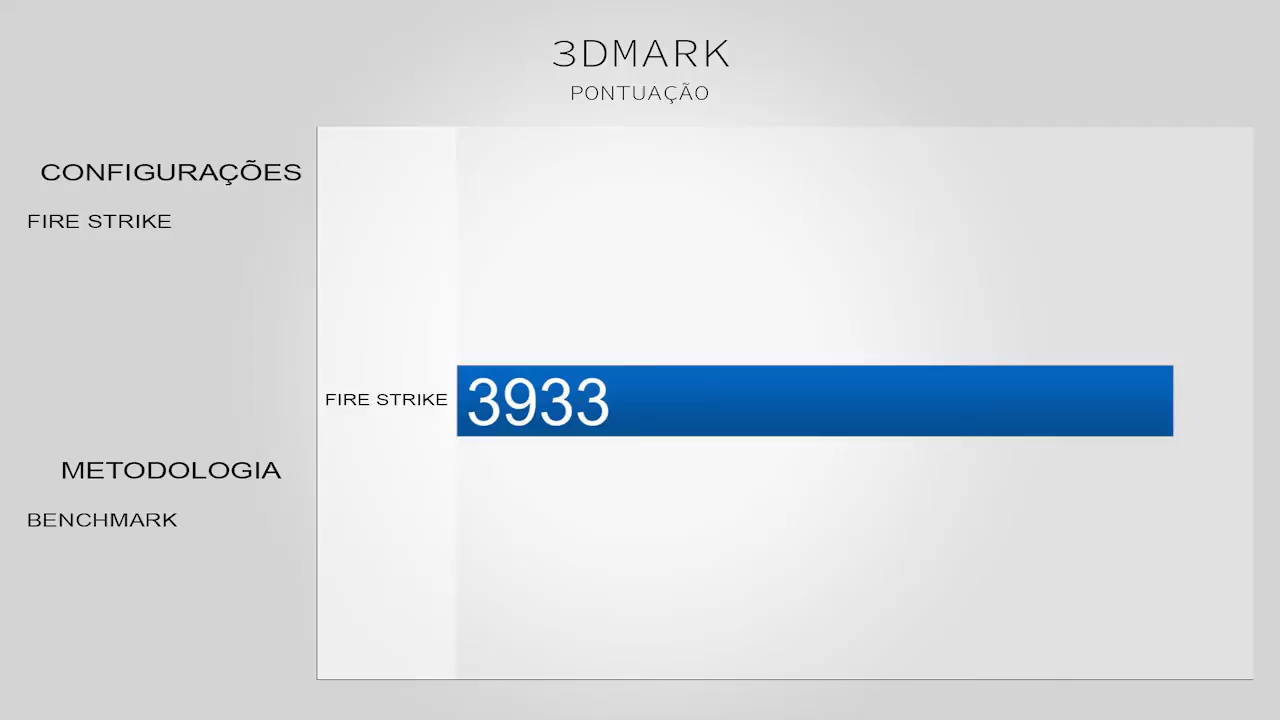 3DMARK
PONTUAÇÃO
CONFIGURAÇÕES
FIRE STRIKE
FIRE STRIKE 3933
METODOLOGIA
BENCHMARK